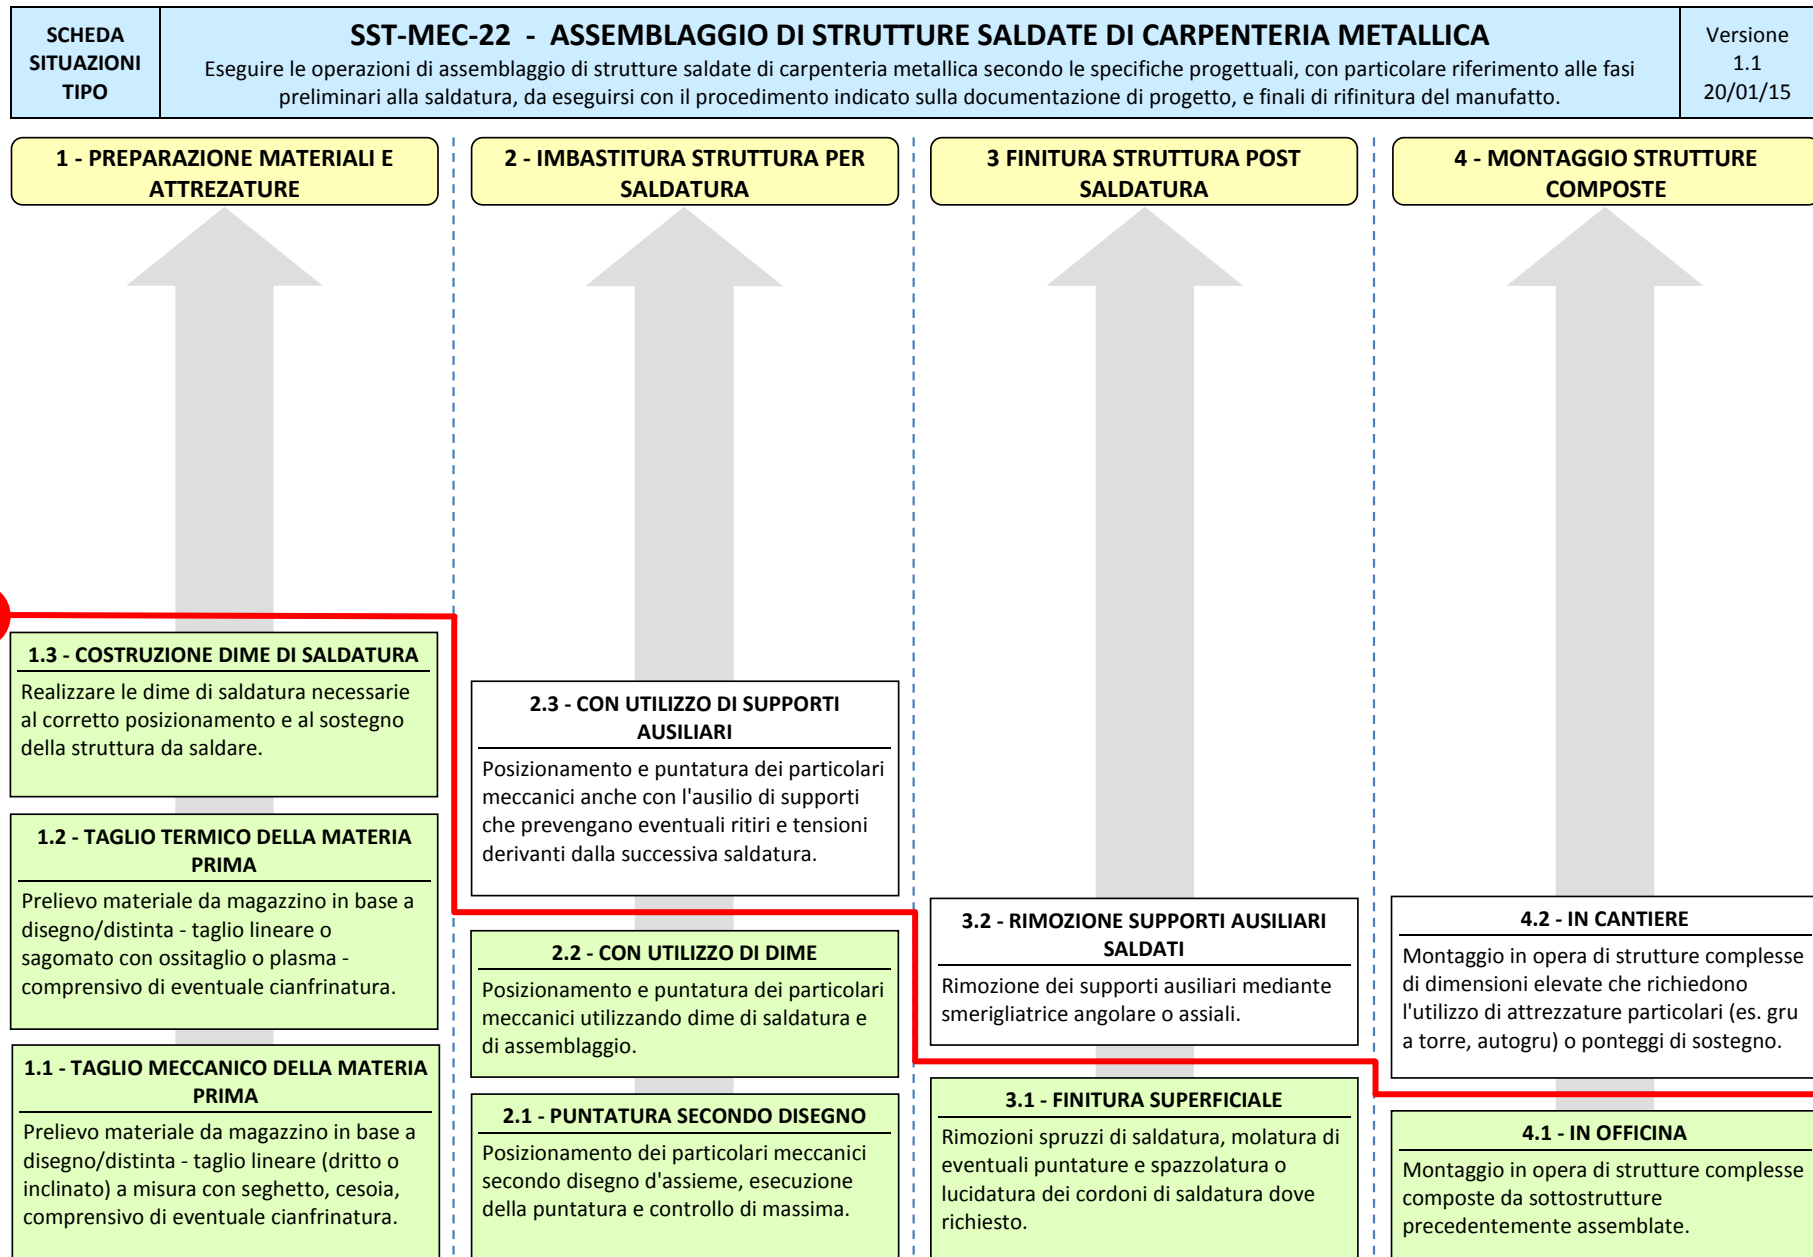 SCHEDA
SITUAZIONI
TIPO
SST-MEC-22 - ASSEMBLAGGIO DI STRUTTURE SALDATE DI CARPENTERIA METALLICA
Eseguire le operazioni di assemblaggio di strutture saldate di carpenteria metallica secondo le specifiche progettuali, con particolare riferimento alle fasi
preliminari alla saldatura, da eseguirsi con il procedimento indicato sulla documentazione di progetto, e finali di rifinitura del manufatto.
Versione
1.1
20/01/15
1 - PREPARAZIONE MATERIALI E
ATTREZATURE
2 - IMBASTITURA STRUTTURA PER
SALDATURA
3 FINITURA STRUTTURA POST
SALDATURA
4 - MONTAGGIO STRUTTURE
COMPOSTE
1.3 - COSTRUZIONE DIME DI SALDATURA
Realizzare le dime di saldatura necessarie
al corretto posizionamento e al sostegno
della struttura da saldare.
1.2 - TAGLIO TERMICO DELLA MATERIA
PRIMA
Prelievo materiale da magazzino in base a
disegno/distinta - taglio lineare o
sagomato con ossitaglio o plasma -
comprensivo di eventuale cianfrinatura.
1.1 - TAGLIO MECCANICO DELLA MATERIA
PRIMA
Prelievo materiale da magazzino in base a
disegno/distinta - taglio lineare (dritto o
inclinato) a misura con seghetto, cesoia,
comprensivo di eventuale cianfrinatura.
2.3 - CON UTILIZZO DI SUPPORTI
AUSILIARI
Posizionamento e puntatura dei particolari
meccanici anche con l'ausilio di supporti
che prevengano eventuali ritiri e tensioni
derivanti dalla successiva saldatura.
2.2 - CON UTILIZZO DI DIME
Posizionamento e puntatura dei particolari
meccanici utilizzando dime di saldatura e
di assemblaggio.
2.1 - PUNTATURA SECONDO DISEGNO
Posizionamento dei particolari meccanici
secondo disegno d'assieme, esecuzione
della puntatura e controllo di massima.
3.2 - RIMOZIONE SUPPORTI AUSILIARI
SALDATI
Rimozione dei supporti ausiliari mediante
smerigliatrice angolare o assiali.
3.1 - FINITURA SUPERFICIALE
Rimozioni spruzzi di saldatura, molatura di
eventuali puntature e spazzolatura o
lucidatura dei cordoni di saldatura dove
richiesto.
4.2 - IN CANTIERE
Montaggio in opera di strutture complesse
di dimensioni elevate che richiedono
l'utilizzo di attrezzature particolari (es. gru
a torre, autogru) o ponteggi di sostegno.
4.1 - IN OFFICINA
Montaggio in opera di strutture complesse
composte da sottostrutture
precedentemente assemblate.